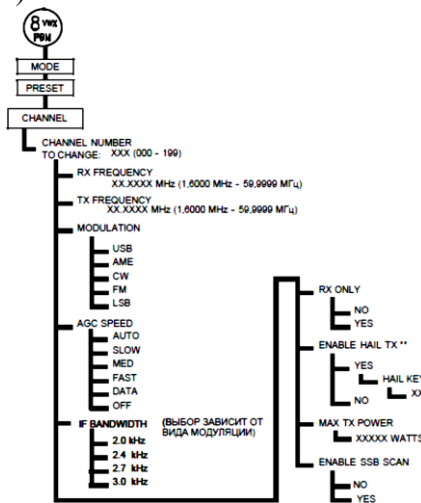 8 VWX
PGM
MODE
PRESET
CHANNEL
CHANNEL NUMBER
TO CHANGE: XXX (000 - 199)
RX FREQUENCY
XX.XXXX MHz (1,6000 MHz - 59,9999 МГц)
TX FREQUENCY
XX.XXXX MHz (1,6000 MHz - 59,9999 МГц)
MODULATION
USB
AME
CW
FM
LSB
AGC SPEED
AUTO
SLOW
MED
FAST
DATA
OFF
IF BANDWIDTH (ВЫБОР ЗАВИСИТ ОТ
ВИДА МОДУЛЯЦИИ)
2.0 kHz
2.4 kHz
2.7 kHz
3.0 kHz
RX ONLY
NO
YES
ENABLE HAIL TX **
YES
HAIL KEY
XX
NO
MAX TX POWER
XXXXX WATTS
ENABLE SSB SCAN
NO
YES